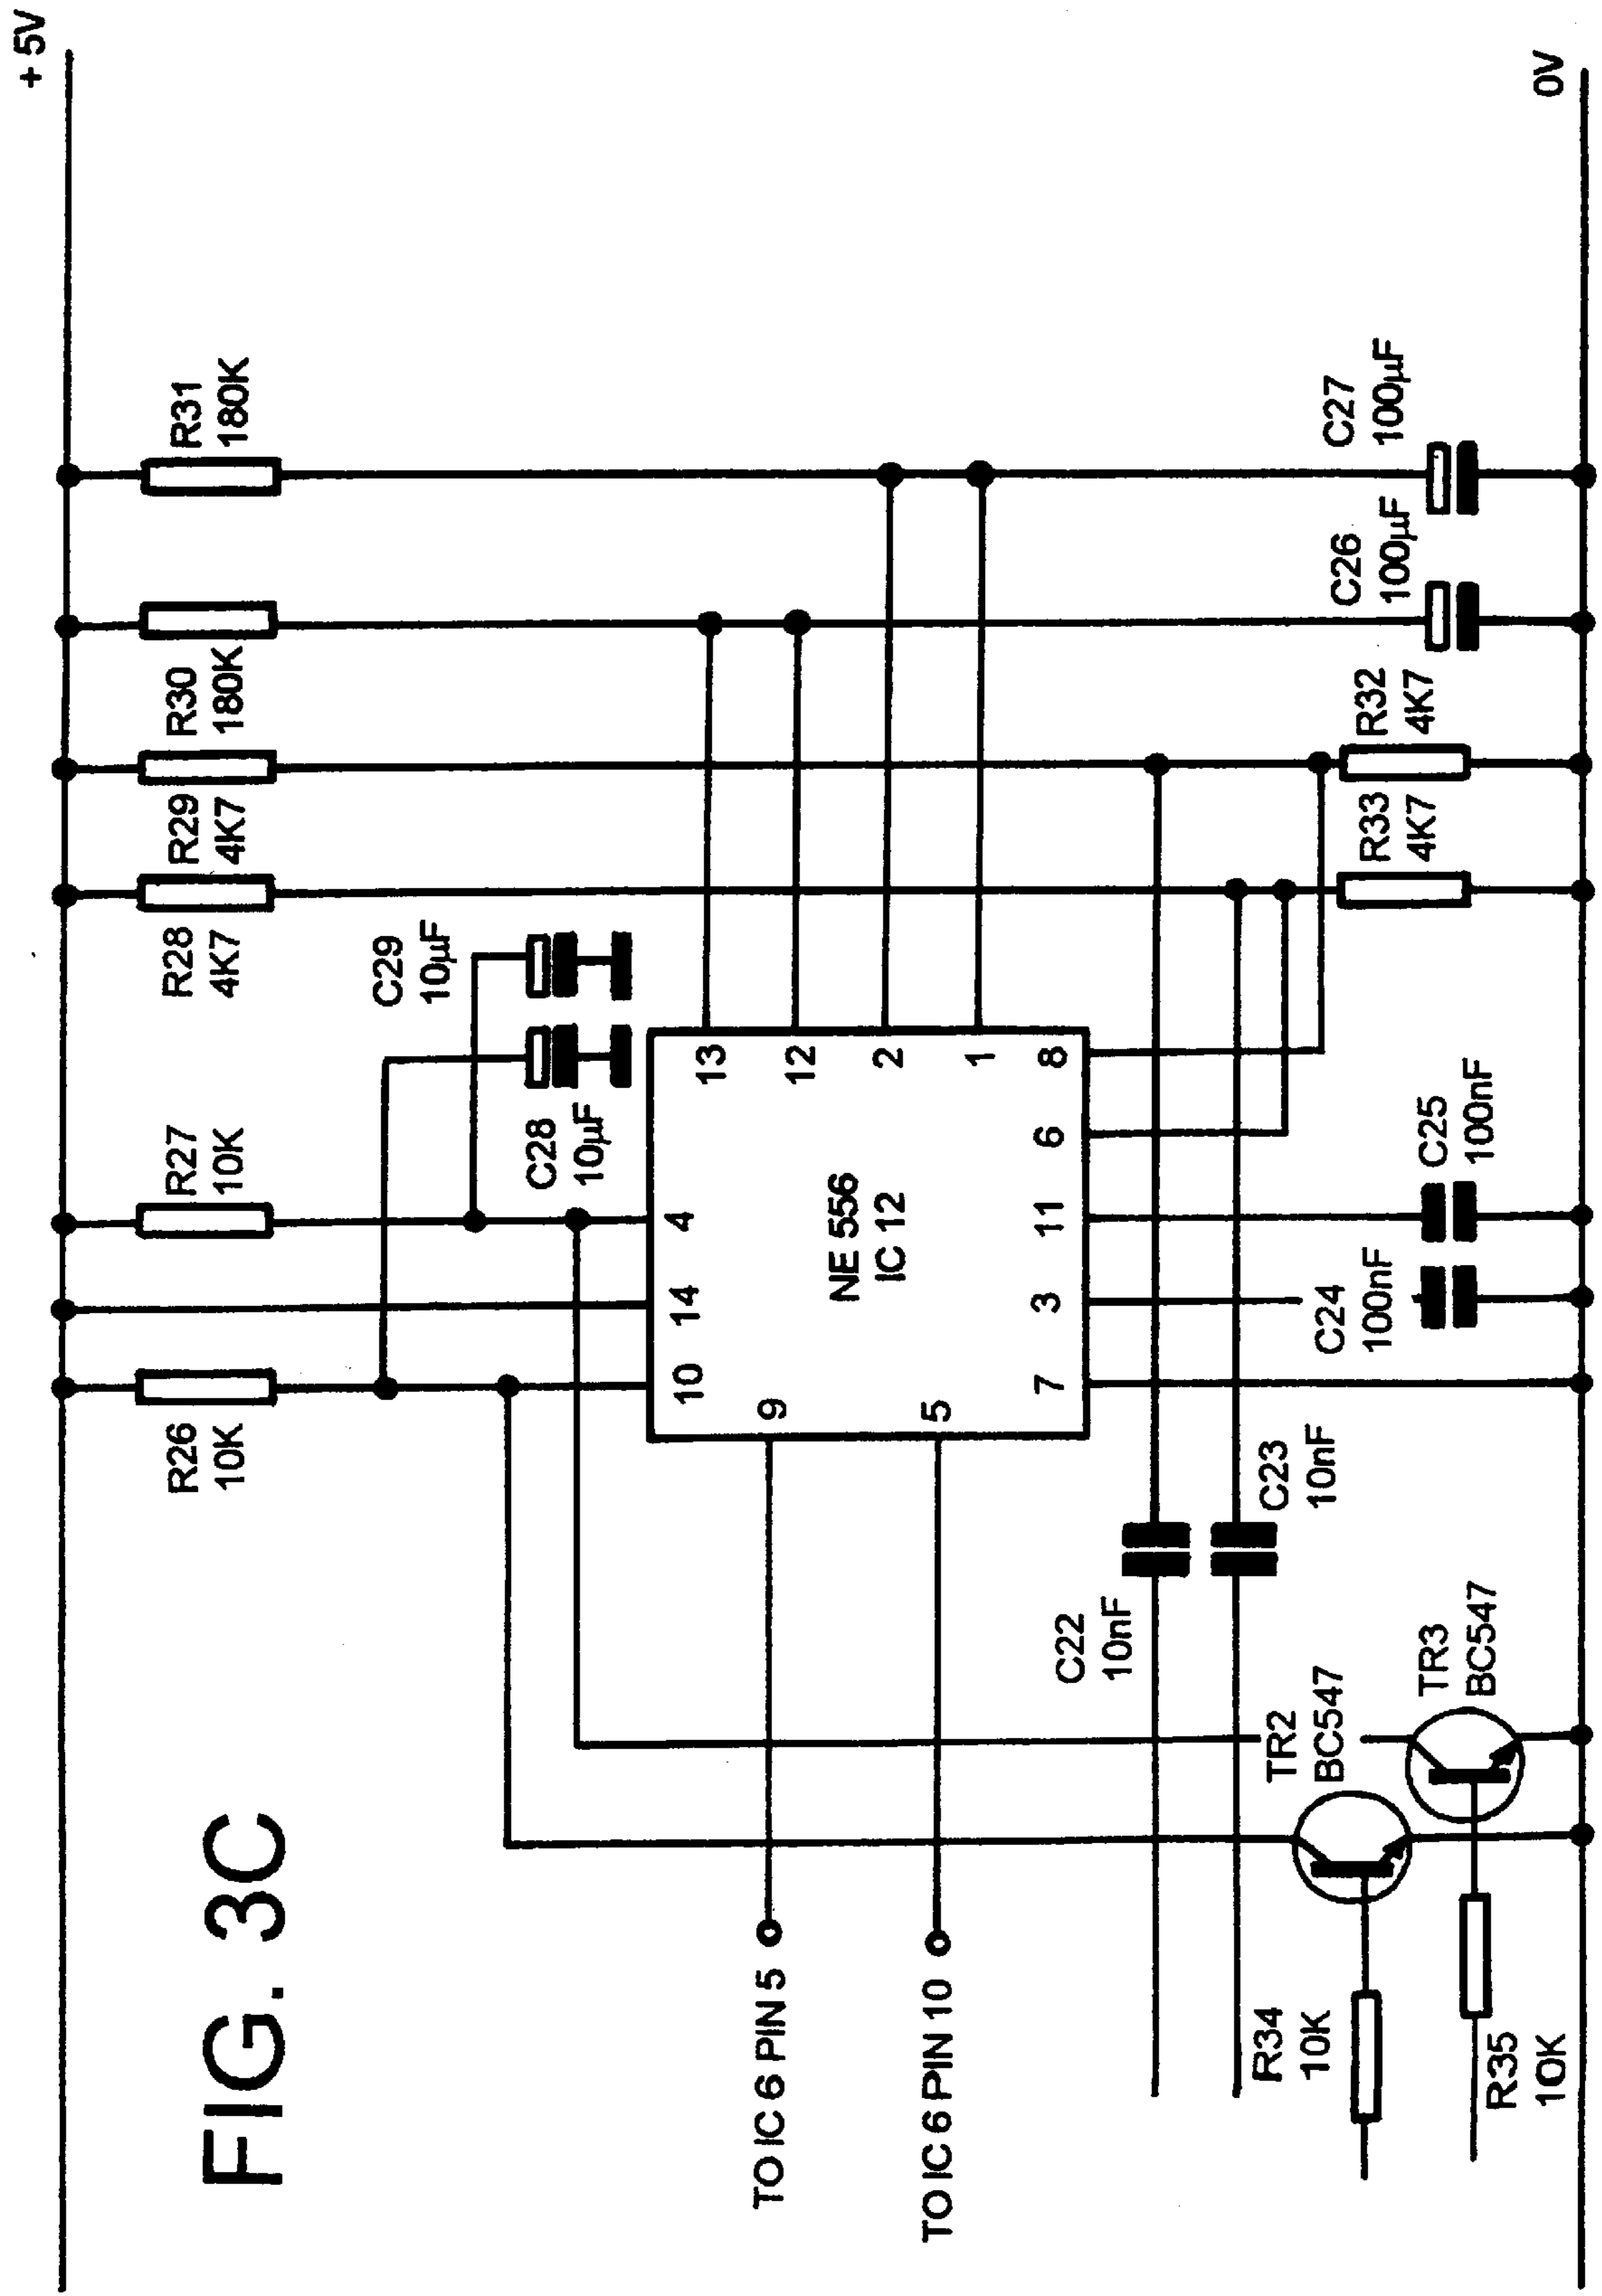 FIG. 3C
+ 5V
R26
10K
R27
10K
R28
4K7
R29
4K7
R30
180K
R31
180K
C29
10µF
C28
10µF
10
14
4
9
5
13
12
2
1
NE 556
IC 12
7
3
11
6
8
TO IC 6 PIN 5
TO IC 6 PIN 10
C22
10nF
C23
10nF
C24
100nF
C25
100nF
R33
4K7
R32
4K7
C26
100µF
C27
100µF
TR2
BC547
TR3
BC547
R34
10K
R35
10K
0V